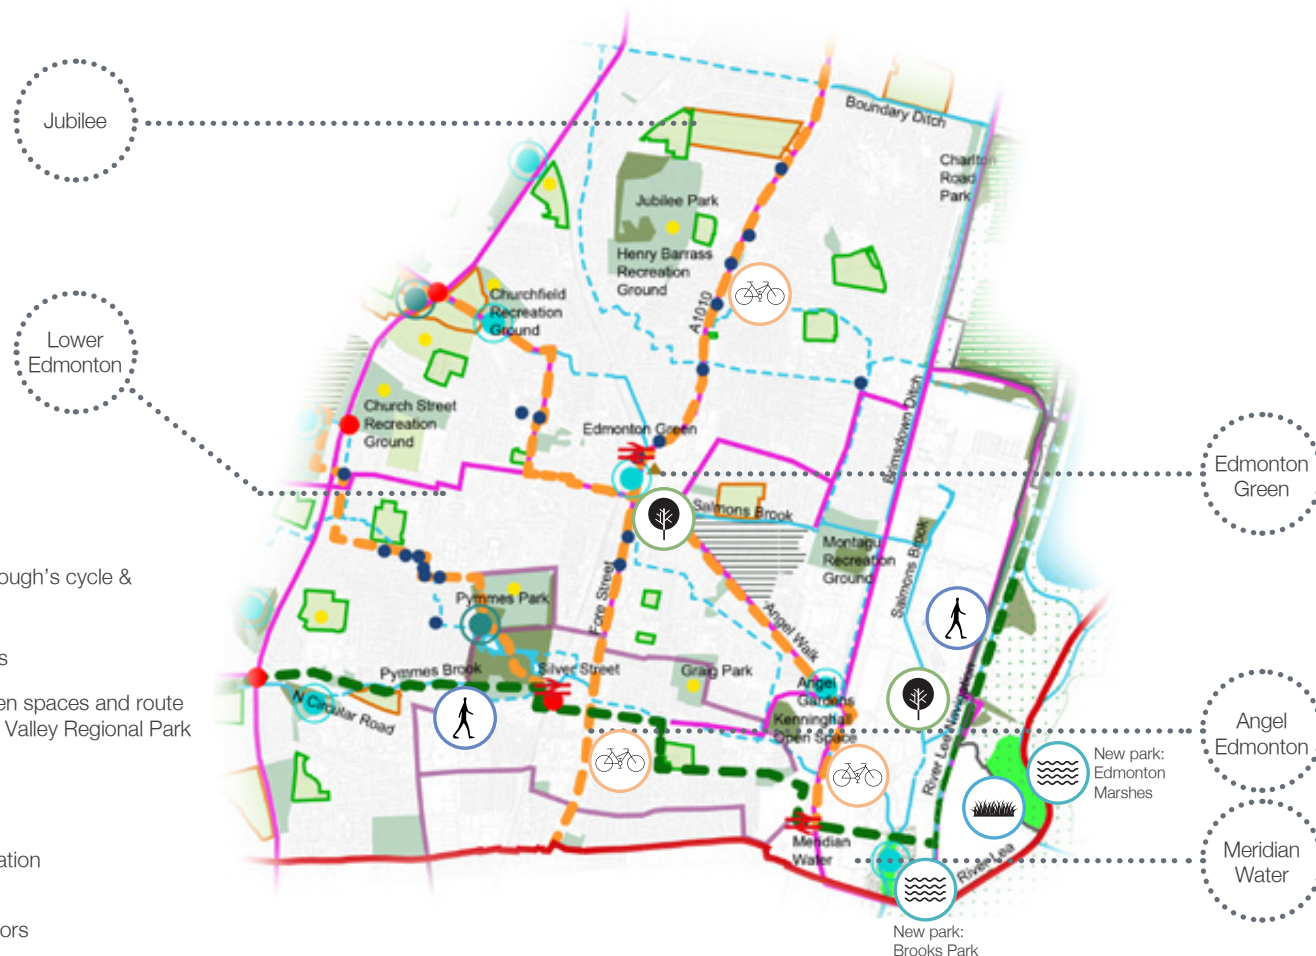 Jubilee
Lower
Edmonton
ough's cycle &
s
en spaces and route
Valley Regional Park
ation
ors
Boundary Ditch
Charlton
Road
Park
Jubilee Park
Henry Barrass
Recreation
Ground
A1010
Churchfield
Recreation
Ground
Church Street
Recreation
Ground
Edmonton Green
Brimsdown Ditch
Salmons Brook
Montagu
Recreation
Ground
Salmons Brook
Fore Street
Pymmes Park
Angel Walk
Pymmes Brook
Silver Street
Craig Park
N Circular Road
Angel
Gardens
Kenninghall
Open Space
River Lee Navigation
Meridian
Water
River Lea
Edmonton
Green
Angel
Edmonton
New park:
Edmonton
Marshes
Meridian
Water
New park:
Brooks Park